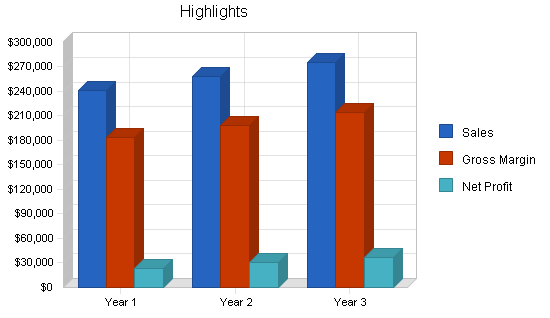 Highlights
$300,000
$270,000
$240,000
$210,000
$180,000
$150,000
$120,000
$90,000
$60,000
$30,000
$0
Year 1
Year 2
Year 3
Sales
Gross Margin
Net Profit